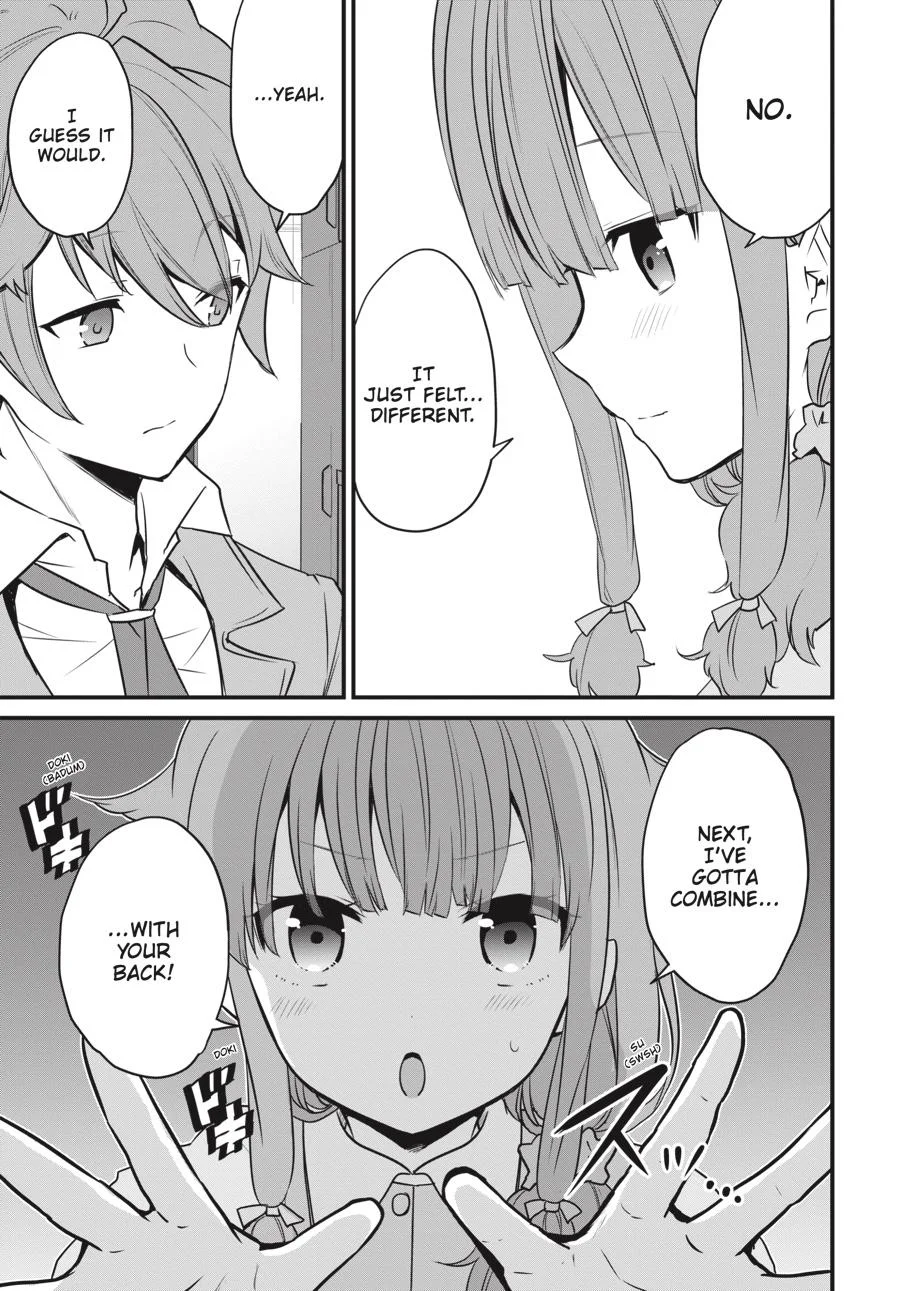 NO.
IT
JUST FELT...
DIFFERENT.
...YEAH.
I
GUESS IT
WOULD.
NEXT,
I'VE
GOTTA
COMBINE...
SU
(SWSH)
スッ...
...WITH
YOUR
BACK!
DOKI
(BADUM)
ドキ
DOKI
ドキ